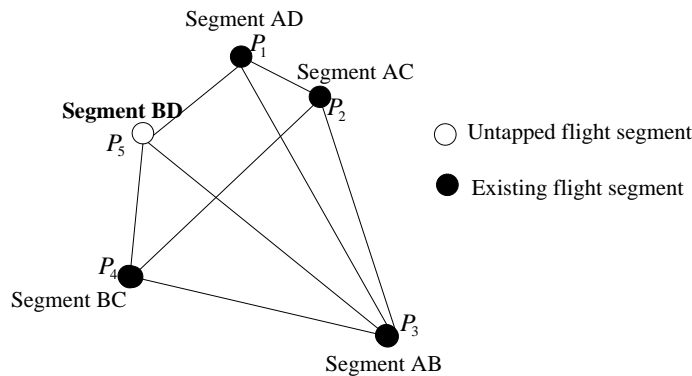 Segment AD
P1
Segment AC
P2
Segment BD
P5
Untapped flight segment
Existing flight segment
P4
Segment BC
P3
Segment AB